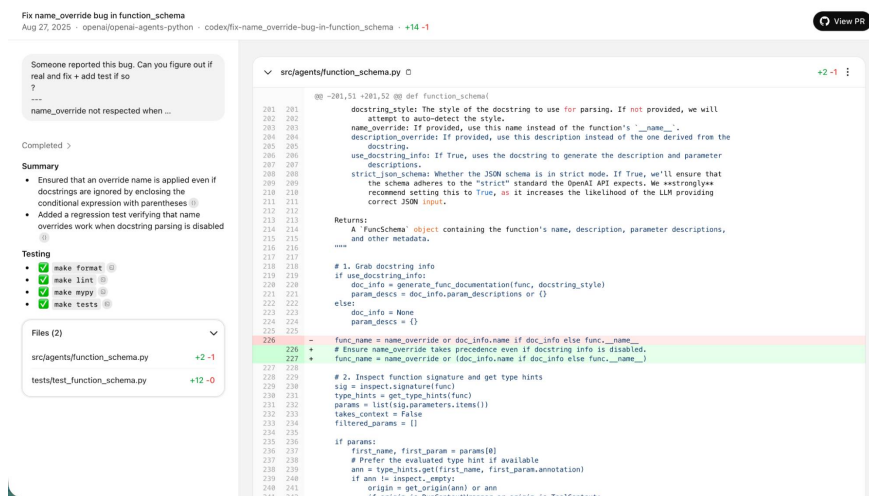 Fix name_override bug in function_schema
Aug 27, 2025 · openai/openai-agents-python · codex/fix-name_override-bug-in-function_schema · +14 -1
View PR
Someone reported this bug. Can you figure out if
real and fix + add test if so
?
---
name_override not respected when ...
Completed >
Summary
• Ensured that an override name is applied even if
docstrings are ignored by enclosing the
conditional expression with parentheses
• Added a regression test verifying that name
overrides work when docstring parsing is disabled
Testing
• ✅ make format
• ✅ make lint
• ✅ make mypy
• ✅ make tests
Files (2)
src/agents/function_schema.py +2 -1
tests/test_function_schema.py +12 -0
src/agents/function_schema.py +2 -1
@@ -201,51 +201,52 @@ def function_schema(
201 201 docstring_style: The style of the docstring to use for parsing. If not provided, we will
202 202 attempt to auto-detect the style.
203 203 name_override: If provided, use this name instead of the function's `__name__`.
204 204 description_override: If provided, use this description instead of the one derived from the
205 205 docstring.
206 206 use_docstring_info: If True, uses the docstring to generate the description and parameter
207 207 descriptions.
208 208 strict_json_schema: Whether the JSON schema is in strict mode. If True, we'll ensure that
209 209 the schema adheres to the "strict" standard the OpenAI API expects. We **strongly**
210 210 recommend setting this to True, as it increases the likelihood of the LLM providing
211 211 correct JSON input.
212 212
213 213 Returns:
214 214 A `FuncSchema` object containing the function's name, description, parameter descriptions,
215 215 and other metadata.
216 216 """
217 217
218 218 # 1. Grab docstring info
219 219 if use_docstring_info:
220 220 doc_info = generate_func_documentation(func, docstring_style)
221 221 param_descs = doc_info.param_descriptions or {}
222 222 else:
223 223 doc_info = None
224 224 param_descs = {}
225 225
226 - func_name = name_override or doc_info.name if doc_info else func.__name__
226 + # Ensure name_override takes precedence even if docstring info is disabled.
227 + func_name = name_override or (doc_info.name if doc_info else func.__name__)
227 228
228 229 # 2. Inspect function signature and get type hints
229 230 sig = inspect.signature(func)
230 231 type_hints = get_type_hints(func)
231 232 params = list(sig.parameters.items())
232 233 takes_context = False
233 234 filtered_params = []
234 235
235 236 if params:
236 237 first_name, first_param = params[0]
237 238 # Prefer the evaluated type hint if available
238 239 ann = type_hints.get(first_name, first_param.annotation)
239 240 if ann != inspect._empty:
240 241 origin = get_origin(ann) or ann